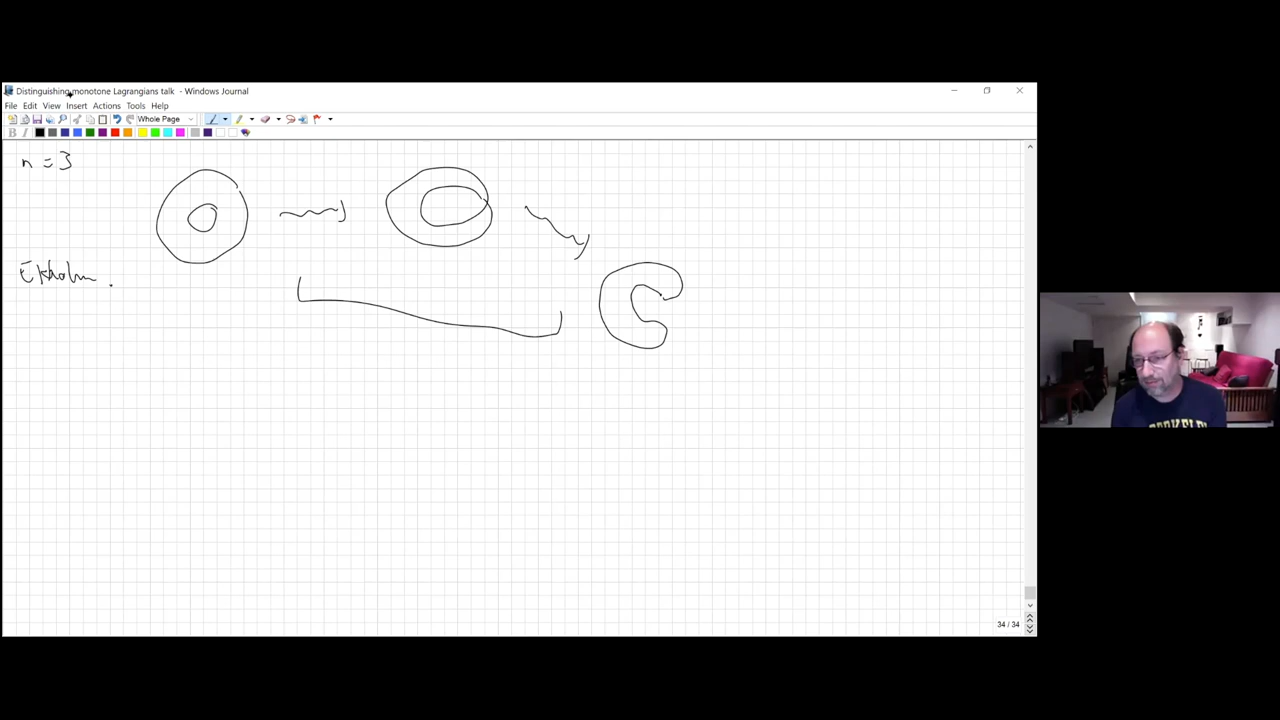 Distinguishing monotone Lagrangians talk - Windows Journal
File Edit View Insert Actions Tools Help
Whole Page
B I
n = 3
Ekholm.
34 / 34
BERKELEY